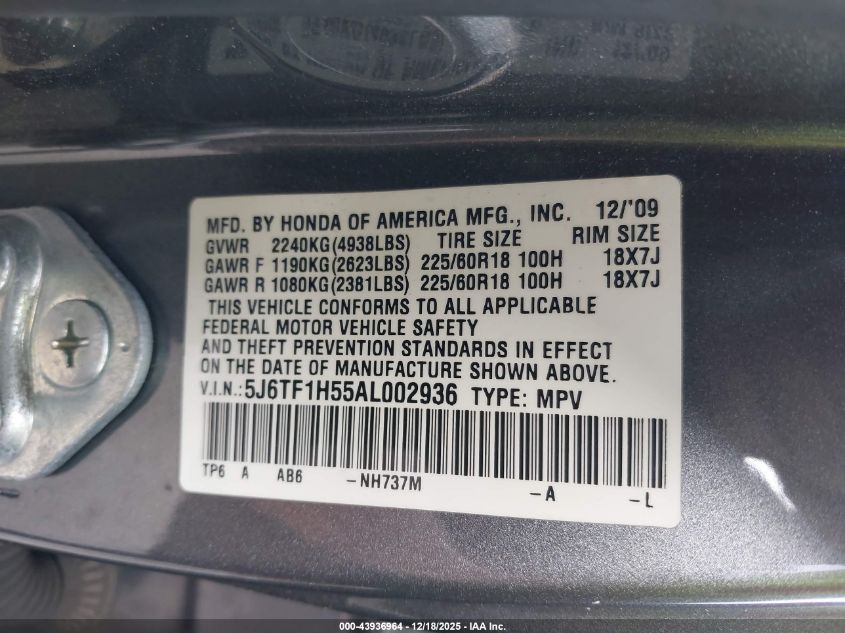 MFD. BY HONDA OF AMERICA MFG., INC. 12/'09
GVWR 2240KG(4938LBS) TIRE SIZE RIM SIZE
GAWR F 1190KG(2623LBS) 225/60R18 100H 18X7J
GAWR R 1080KG(2381LBS) 225/60R18 100H 18X7J
THIS VEHICLE CONFORMS TO ALL APPLICABLE
FEDERAL MOTOR VEHICLE SAFETY
AND THEFT PREVENTION STANDARDS IN EFFECT
ON THE DATE OF MANUFACTURE SHOWN ABOVE.
V.I.N.:5J6TF1H55AL002936 TYPE: MPV
TP6 A AB6 -NH737M -A -L
000-43936964 • 12/18/2025 - IAA Inc.